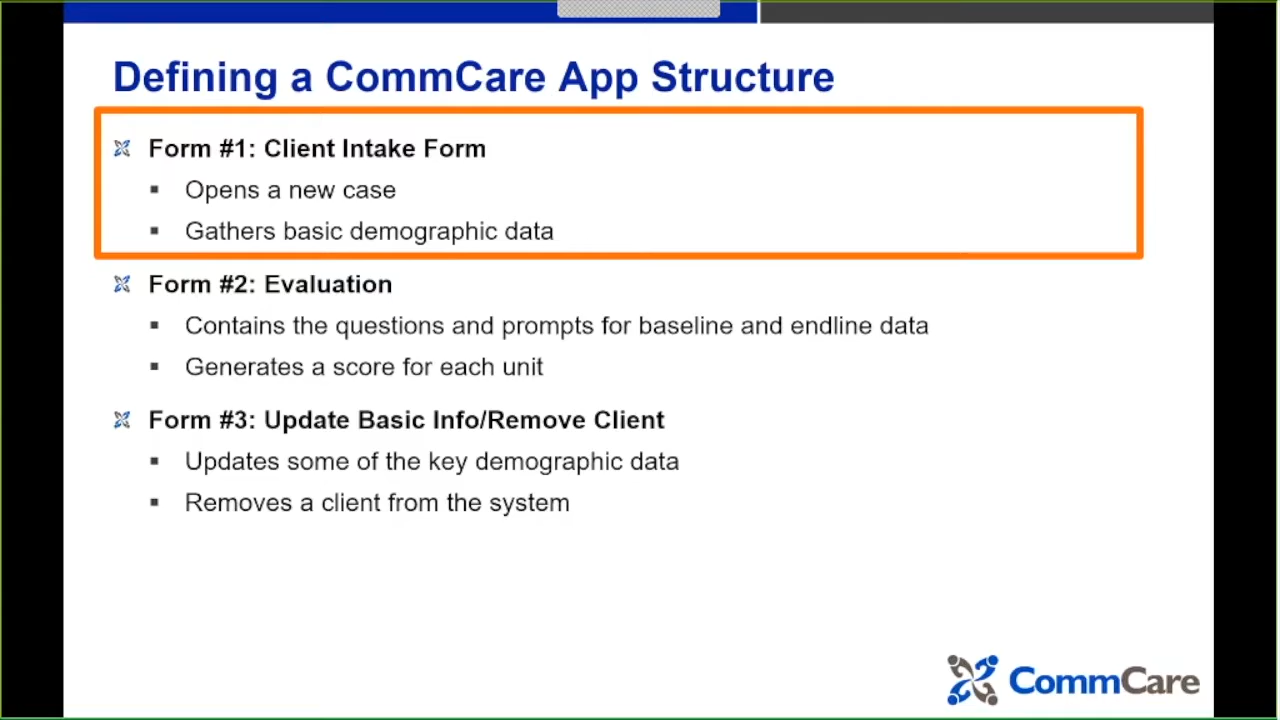 Defining a CommCare App Structure
Form #1: Client Intake Form
Opens a new case
Gathers basic demographic data
Form #2: Evaluation
Contains the questions and prompts for baseline and endline data
Generates a score for each unit
Form #3: Update Basic Info/Remove Client
Updates some of the key demographic data
Removes a client from the system
CommCare